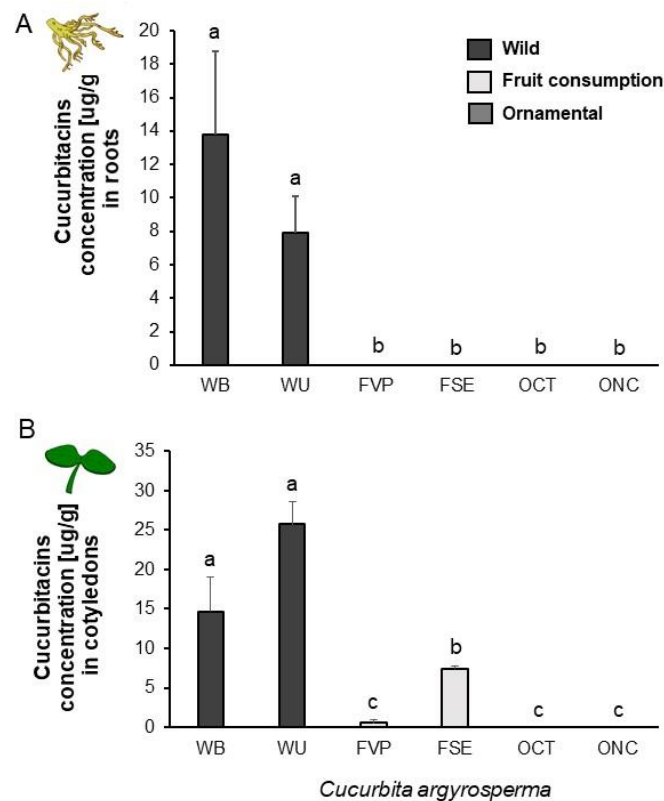 A
Cucurbitacins
concentration [ug/g]
in roots
20
18
16
14
12
10
8
6
4
2
0
a
a
b
b
b
b
Wild
Fruit consumption
Ornamental
WB WU FVP FSE OCT ONC
B
Cucurbitacins
concentration [ug/g]
in cotyledons
35
30
25
20
15
10
5
0
a
a
c
b
c
c
WB WU FVP FSE OCT ONC
Cucurbita argyrosperma